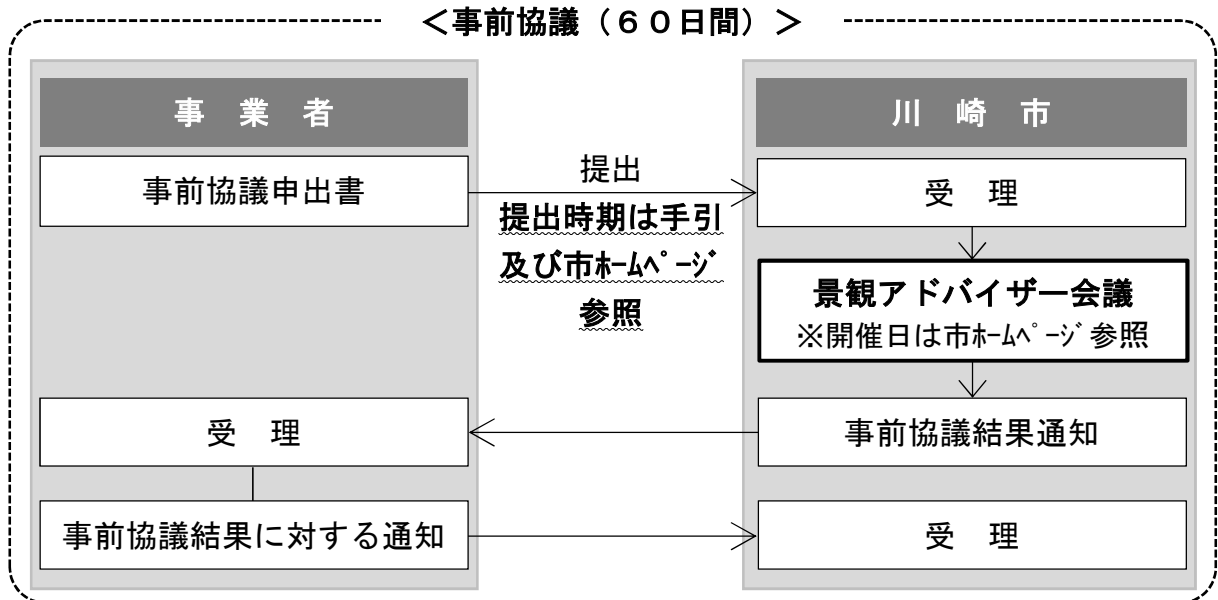 ＜事前協議（６０日間）＞
事 業 者
川 崎 市
事前協議申出書
提出
提出時期は手引
及び市ﾎｰﾑﾍﾟｰｼﾞ
参照
受 理
景観アドバイザー会議
※開催日は市ﾎｰﾑﾍﾟｰｼﾞ参照
受 理
事前協議結果通知
事前協議結果に対する通知
受 理